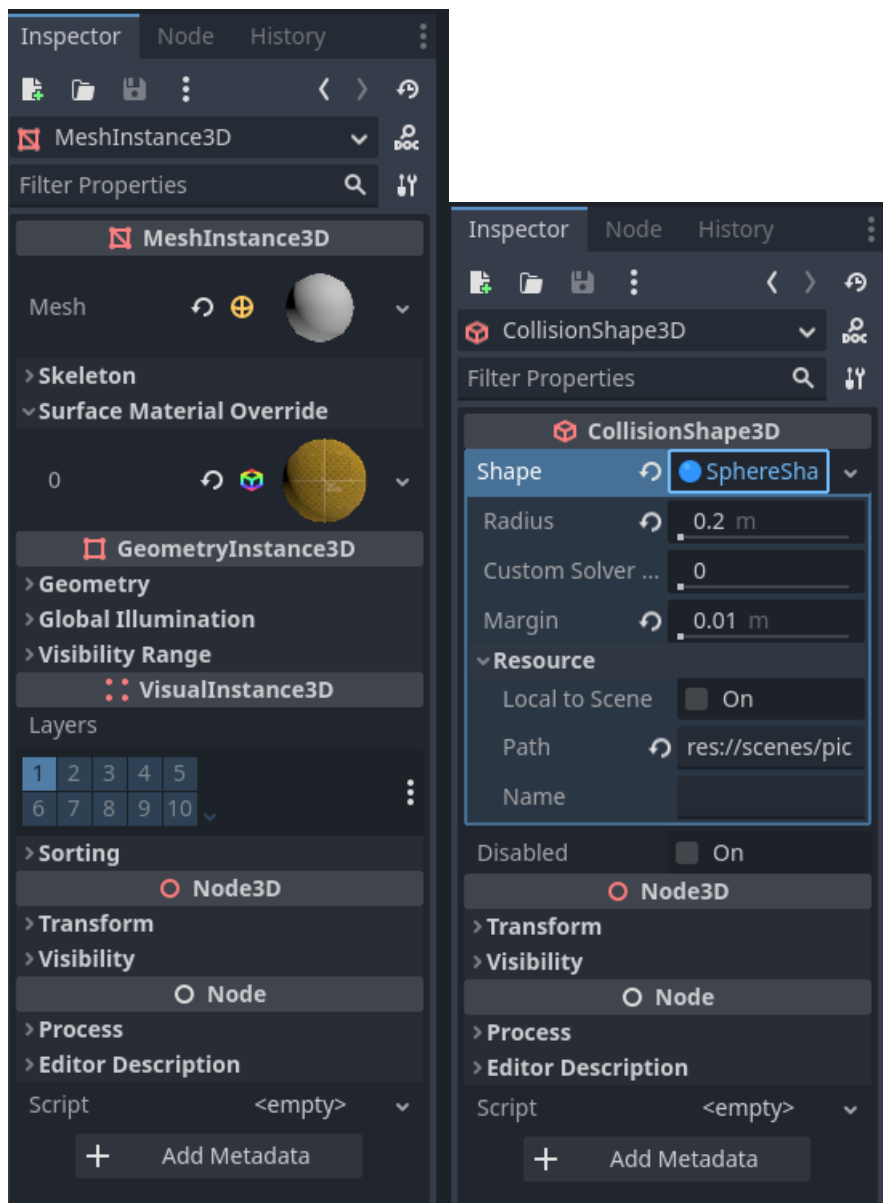 Inspector Node History
MeshInstance3D
DOC
Filter Properties
MeshInstance3D
Mesh
Skeleton
Surface Material Override
0
GeometryInstance3D
Geometry
Global Illumination
Visibility Range
VisualInstance3D
Layers
1 2 3 4 5
6 7 8 9 10
Sorting
Node3D
Transform
Visibility
Node
Process
Editor Description
Script <empty>
Add Metadata
Inspector Node History
CollisionShape3D
DOC
Filter Properties
CollisionShape3D
Shape SphereSha
Radius 0.2 m
Custom Solver ... 0
Margin 0.01 m
Resource
Local to Scene On
Path res://scenes/pic
Name
Disabled On
Node3D
Transform
Visibility
Node
Process
Editor Description
Script <empty>
Add Metadata